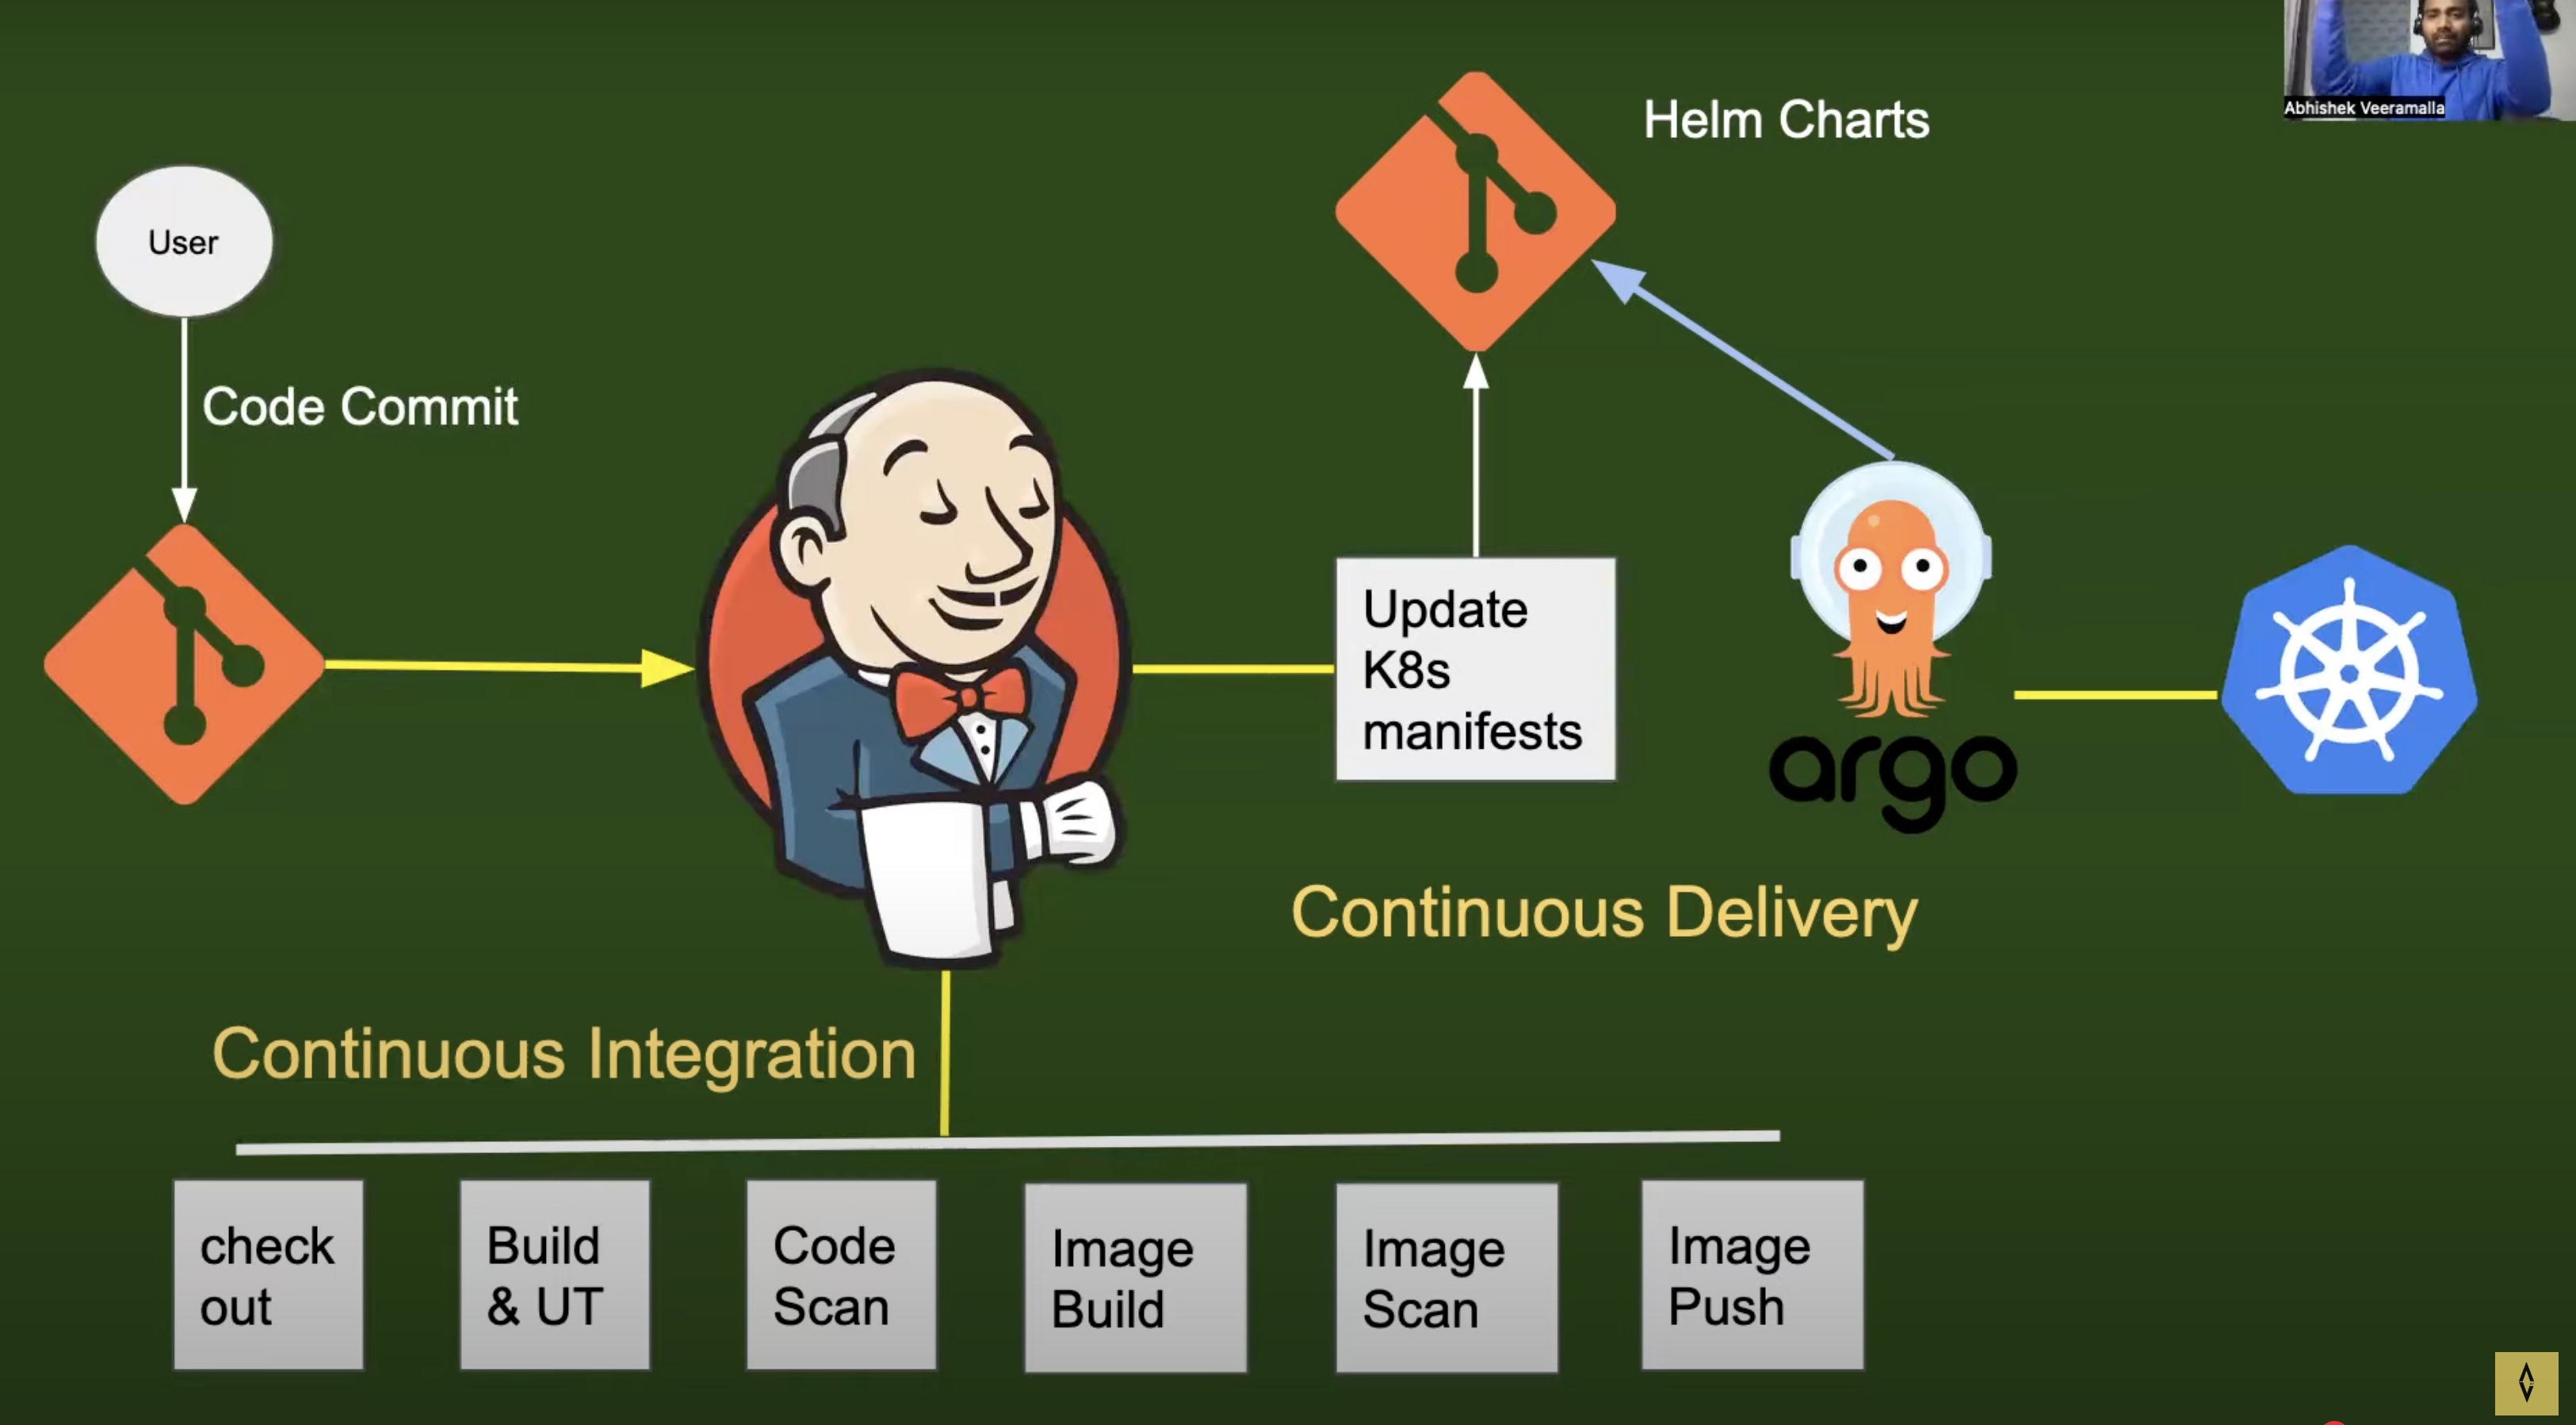 Abhishek Veeramalla
Helm Charts
User
Code Commit
Update
K8s
manifests
argo
Continuous Delivery
Continuous Integration
check
out
Build
& UT
Code
Scan
Image
Build
Image
Scan
Image
Push